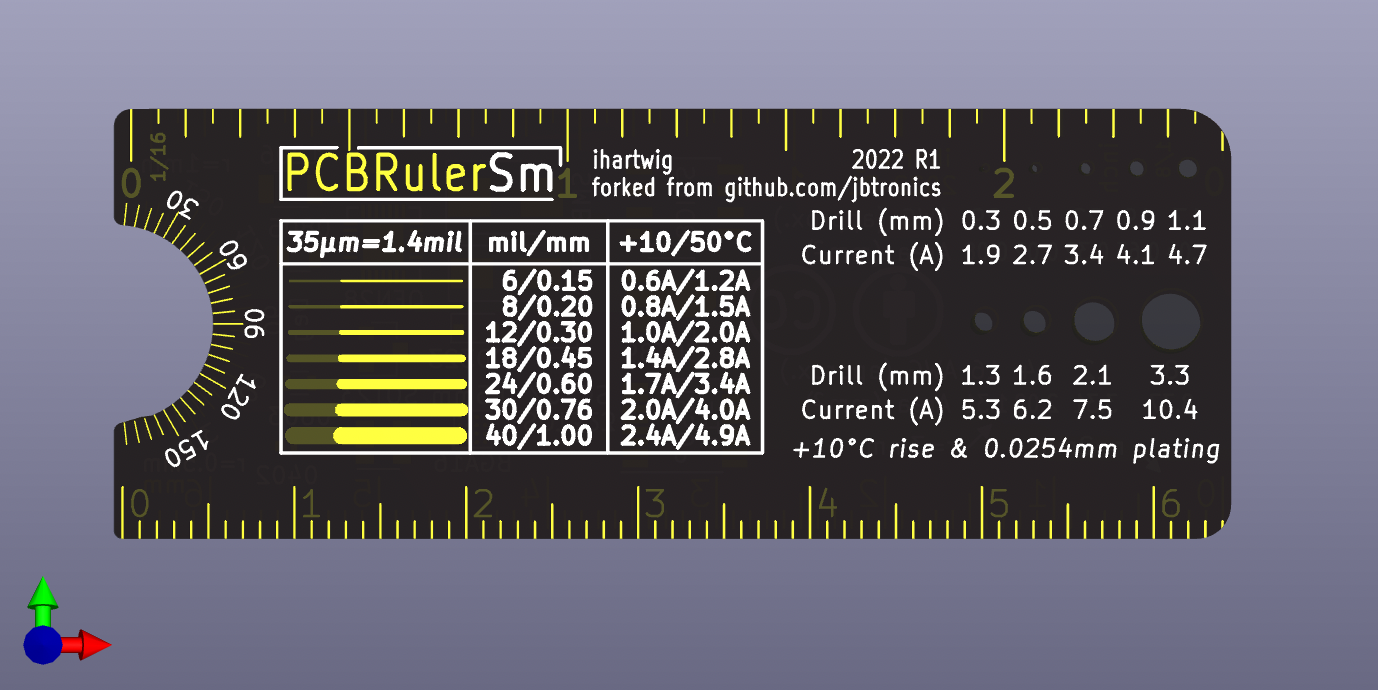 1/16
0 1 2
PCBRulerSm
ihartwig 2022 R1
forked from github.com/jbtronics
30
60
90
120
150
35µm=1.4mil mil/mm +10/50°C
6/0.15 0.6A/1.2A
8/0.20 0.8A/1.5A
12/0.30 1.0A/2.0A
18/0.45 1.4A/2.8A
24/0.60 1.7A/3.4A
30/0.76 2.0A/4.0A
40/1.00 2.4A/4.9A
Drill (mm) 0.3 0.5 0.7 0.9 1.1
Current (A) 1.9 2.7 3.4 4.1 4.7
Drill (mm) 1.3 1.6 2.1 3.3
Current (A) 5.3 6.2 7.5 10.4
+10°C rise & 0.0254mm plating
0 1 2 3 4 5 6